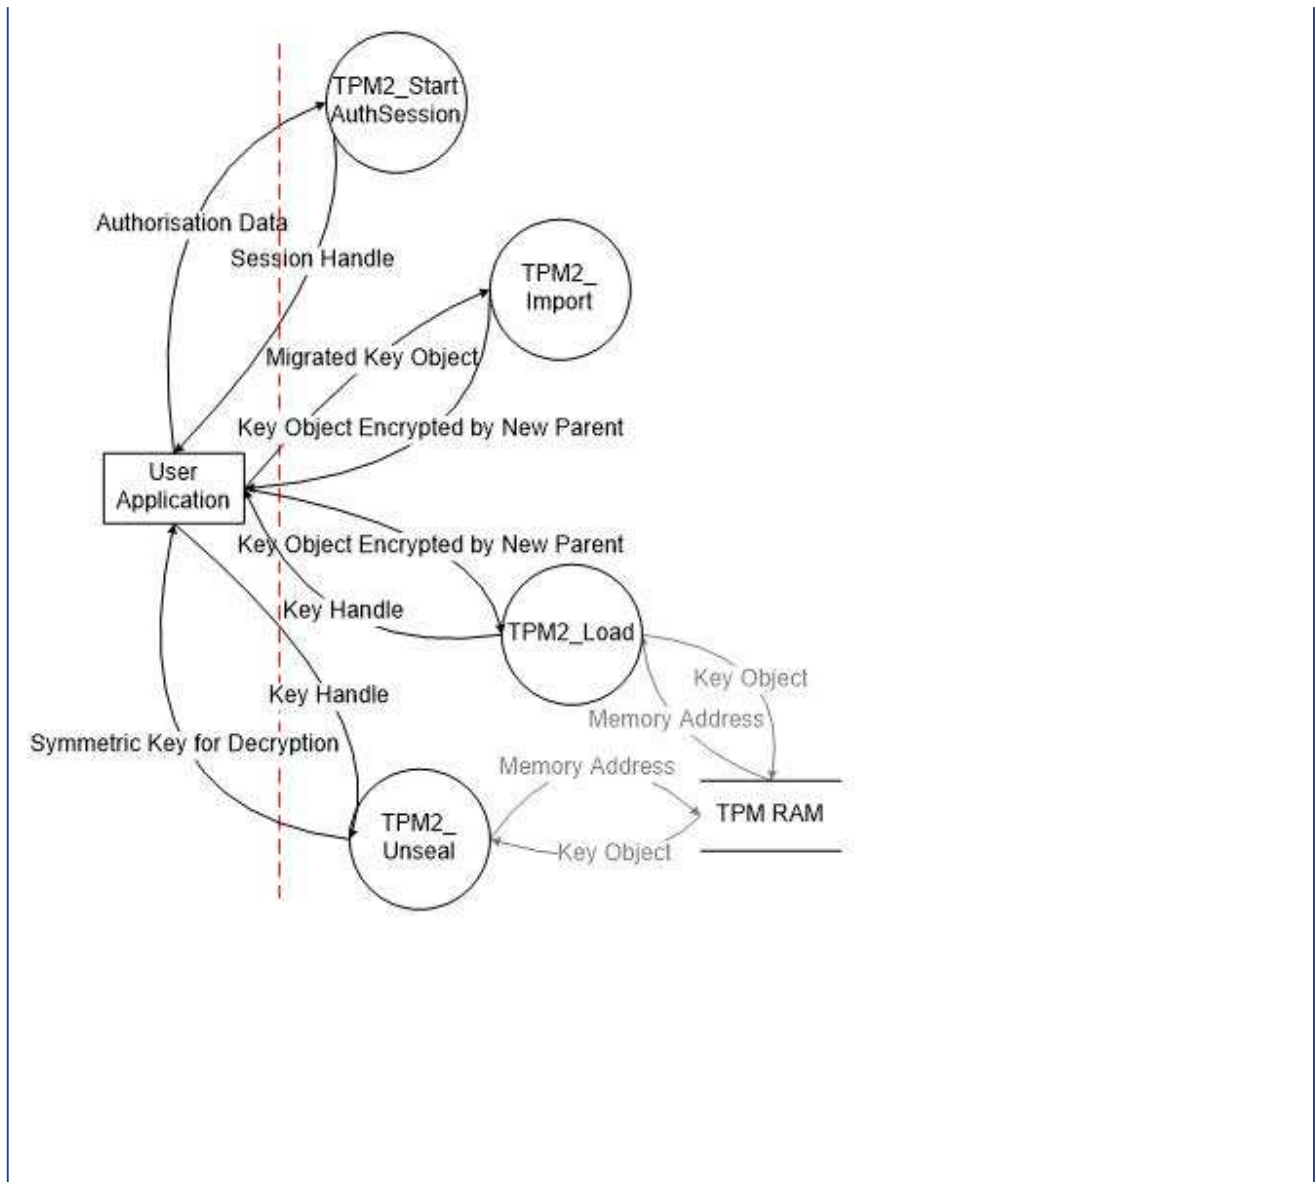 TPM2_Start
AuthSession
Authorisation Data
Session Handle
TPM2_
Import
Migrated Key Object
Key Object Encrypted by New Parent
User
Application
Key Object Encrypted by New Parent
Key Handle
TPM2_Load
Key Object
Key Handle
Memory Address
Symmetric Key for Decryption
Memory Address
TPM RAM
TPM2_
Unseal
Key Object